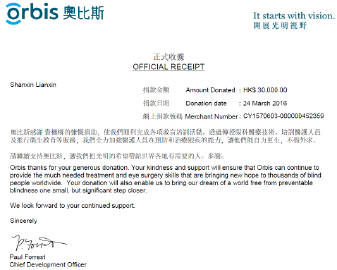 Orbis 奧比斯
It starts with vision.
開展光明視野
正式收據
OFFICIAL RECEIPT
Shanxin Lianxin
捐款金額 Amount Donated : HK$ 30,000.00
捐款日期 Donation date : 24 March 2016
網上捐款編號 Merchant Number : CY1570603-000000452359
Orbis thanks for your generous donation. Your kindness and support will ensure that Orbis can continue to
provide the much needed treatment and eye surgery skills that are bringing new hope to thousands of blind
people worldwide. Your donation will also enable us to bring our dream of a world free from preventable
blindness one small, but significant step closer.
We look forward to your continued support.
Sincerely
Paul Forrest
Chief Development Officer